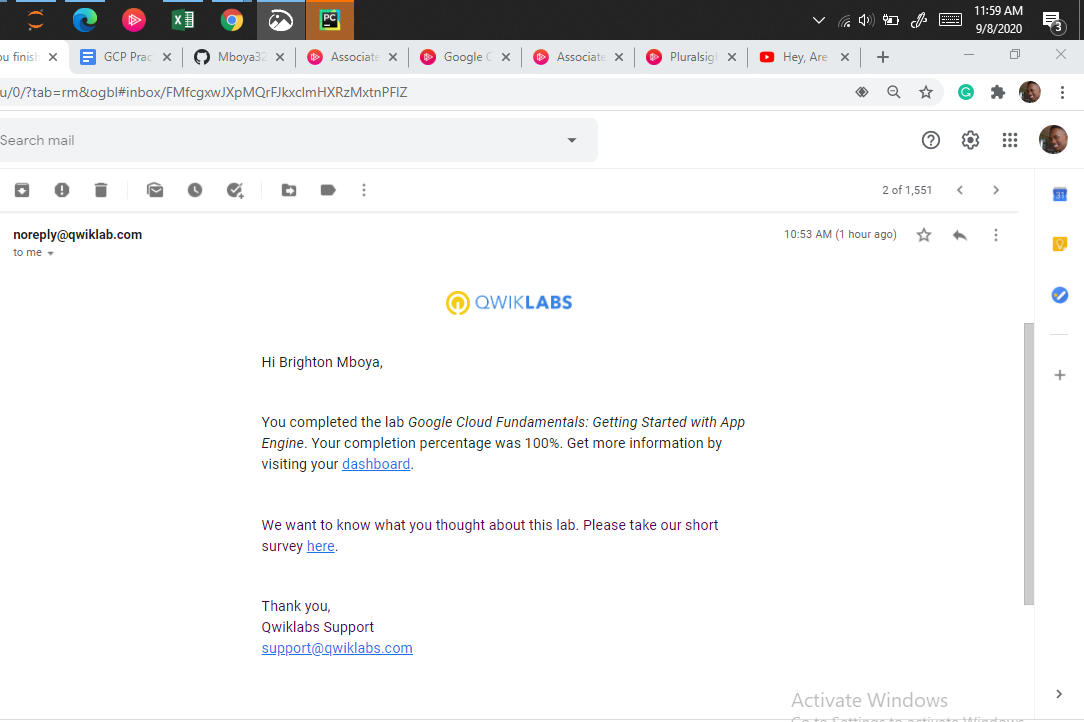 PC
11:59 AM
9/8/2020
3
ou finish
GCP Prac
Mboya32
Associate
Google C
Associate
Pluralsig
Hey, Are
u/0/?tab=rm&ogbl#inbox/FMfcgxwJXpMQrFJkxclmHXRzMxtnPFlZ
Search mail
2 of 1,551
31
noreply@qwiklab.com
10:53 AM (1 hour ago)
to me
QWIKLABS
Hi Brighton Mboya,
You completed the lab Google Cloud Fundamentals: Getting Started with App
Engine. Your completion percentage was 100%. Get more information by
visiting your dashboard.
We want to know what you thought about this lab. Please take our short
survey here.
Thank you,
Qwiklabs Support
support@qwiklabs.com
Activate Windows
Go to Settings to activate Windows